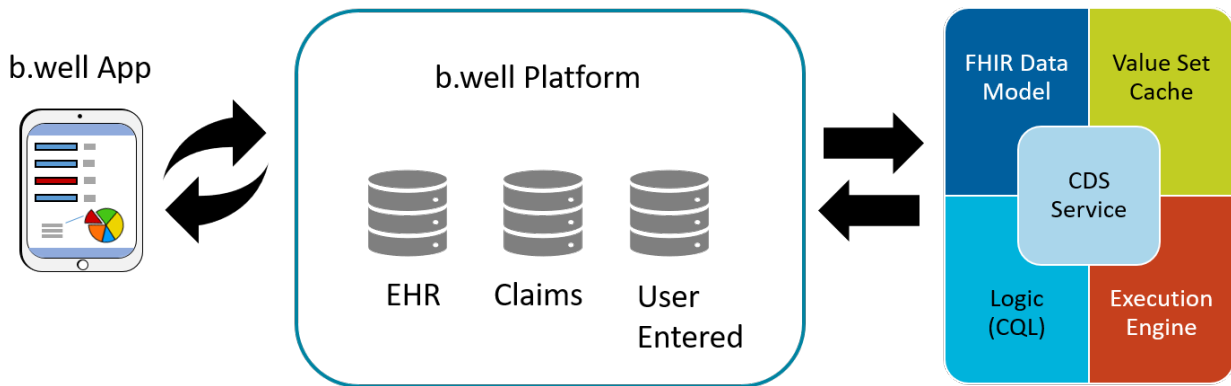 b.well App
b.well Platform
EHR
Claims
User
Entered
FHIR Data
Model
Value Set
Cache
CDS
Service
Logic
(CQL)
Execution
Engine